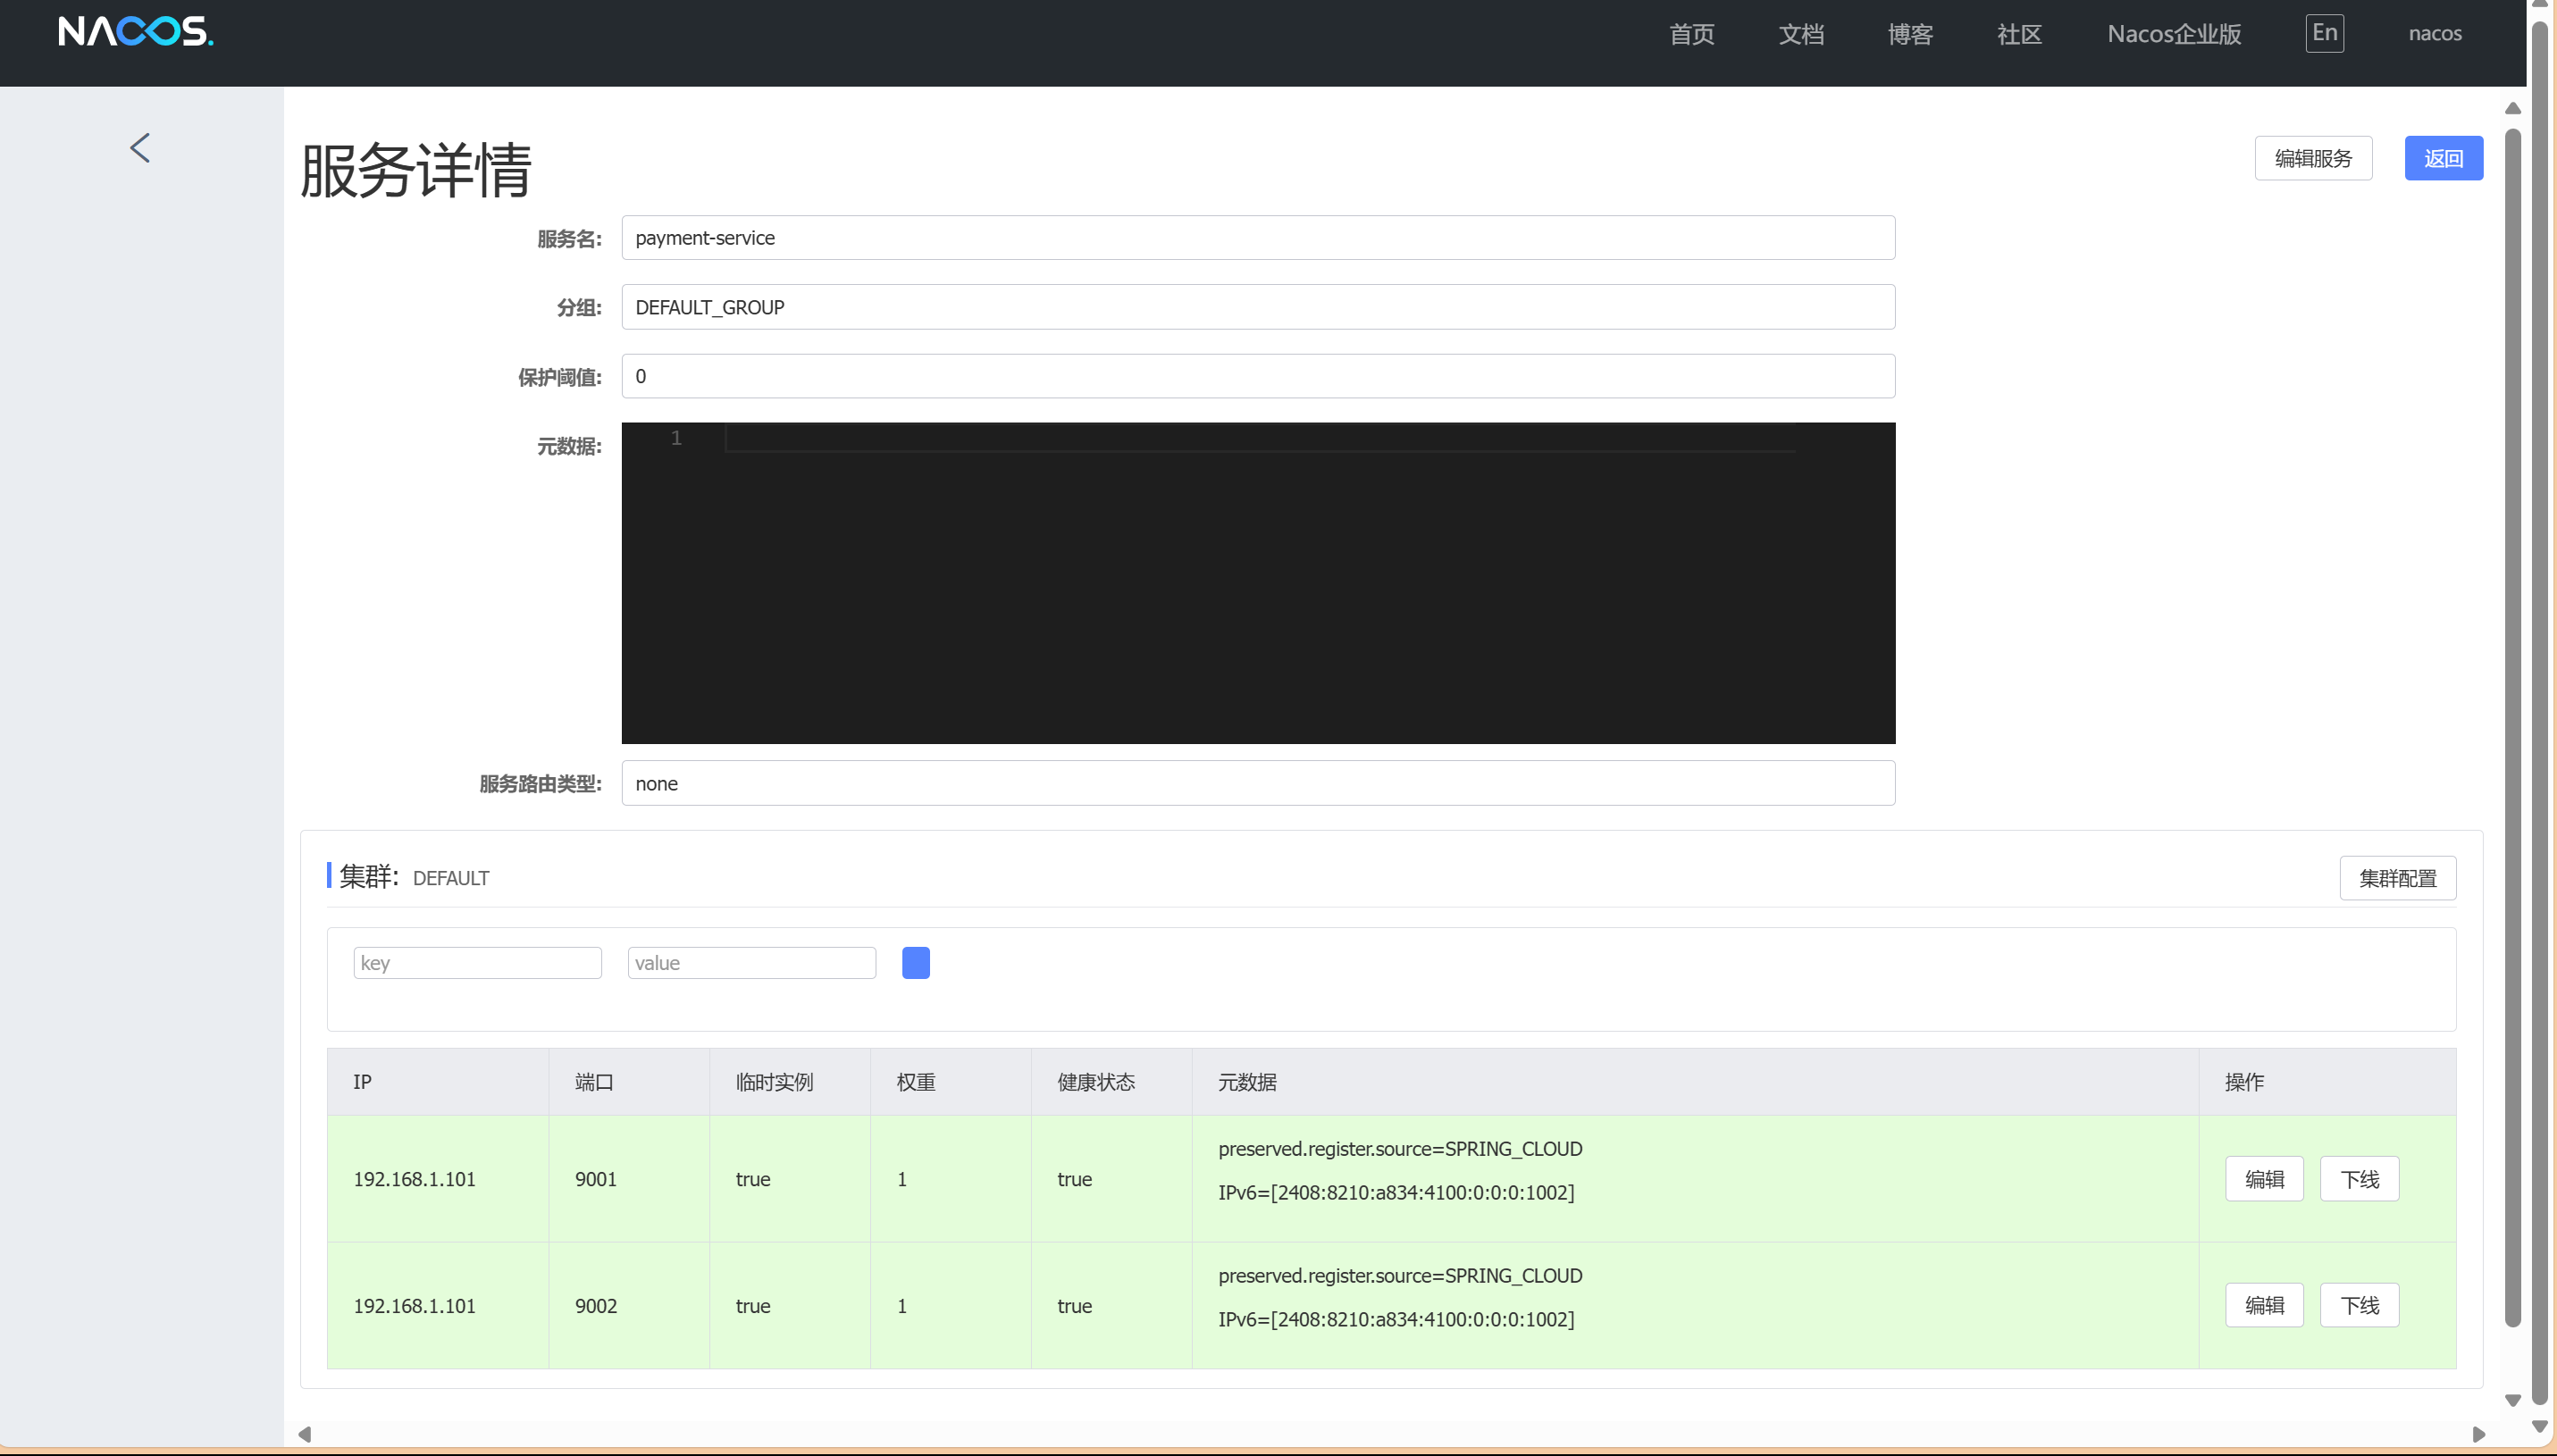 NACOS.
首页 文档 博客 社区 Nacos企业版 En nacos
服务详情
编辑服务 返回
服务名: payment-service
分组: DEFAULT_GROUP
保护阈值: 0
元数据: 1
服务路由类型: none
集群: DEFAULT 集群配置
key value
IP 端口 临时实例 权重 健康状态 元数据 操作
192.168.1.101 9001 true 1 true preserved.register.source=SPRING_CLOUD 编辑 下线
IPv6=[2408:8210:a834:4100:0:0:0:1002]
192.168.1.101 9002 true 1 true preserved.register.source=SPRING_CLOUD 编辑 下线
IPv6=[2408:8210:a834:4100:0:0:0:1002]